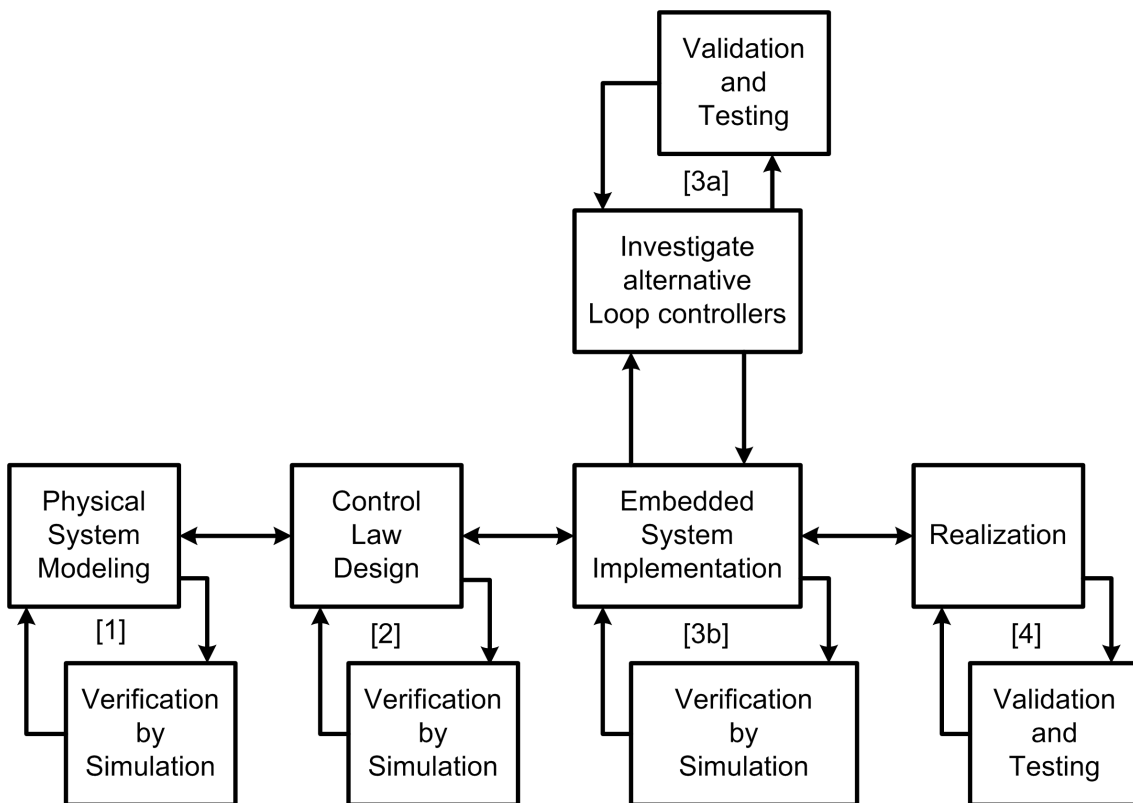 Validation
and
Testing
[3a]
Investigate
alternative
Loop controllers
Physical
System
Modeling
Control
Law
Design
Embedded
System
Implementation
Realization
[1]
[2]
[3b]
[4]
Verification
by
Simulation
Verification
by
Simulation
Verification
by
Simulation
Validation
and
Testing